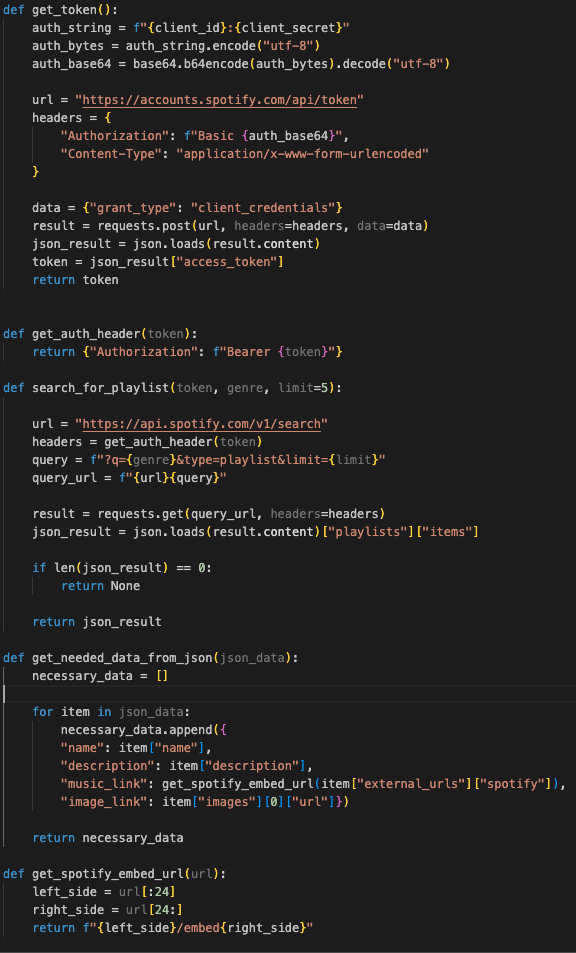 def get_token():
    auth_string = f"{client_id}:{client_secret}"
    auth_bytes = auth_string.encode("utf-8")
    auth_base64 = base64.b64encode(auth_bytes).decode("utf-8")

    url = "https://accounts.spotify.com/api/token"
    headers = {
        "Authorization": f"Basic {auth_base64}",
        "Content-Type": "application/x-www-form-urlencoded"
    }

    data = {"grant_type": "client_credentials"}
    result = requests.post(url, headers=headers, data=data)
    json_result = json.loads(result.content)
    token = json_result["access_token"]
    return token


def get_auth_header(token):
    return {"Authorization": f"Bearer {token}"}

def search_for_playlist(token, genre, limit=5):

    url = "https://api.spotify.com/v1/search"
    headers = get_auth_header(token)
    query = f"?q={genre}&type=playlist&limit={limit}"
    query_url = f"{url}{query}"

    result = requests.get(query_url, headers=headers)
    json_result = json.loads(result.content)["playlists"]["items"]

    if len(json_result) == 0:
        return None

    return json_result

def get_needed_data_from_json(json_data):
    necessary_data = []

    for item in json_data:
        necessary_data.append({
        "name": item["name"],
        "description": item["description"],
        "music_link": get_spotify_embed_url(item["external_urls"]["spotify"]),
        "image_link": item["images"][0]["url"]})

    return necessary_data

def get_spotify_embed_url(url):
    left_side = url[:24]
    right_side = url[24:]
    return f"{left_side}/embed{right_side}"